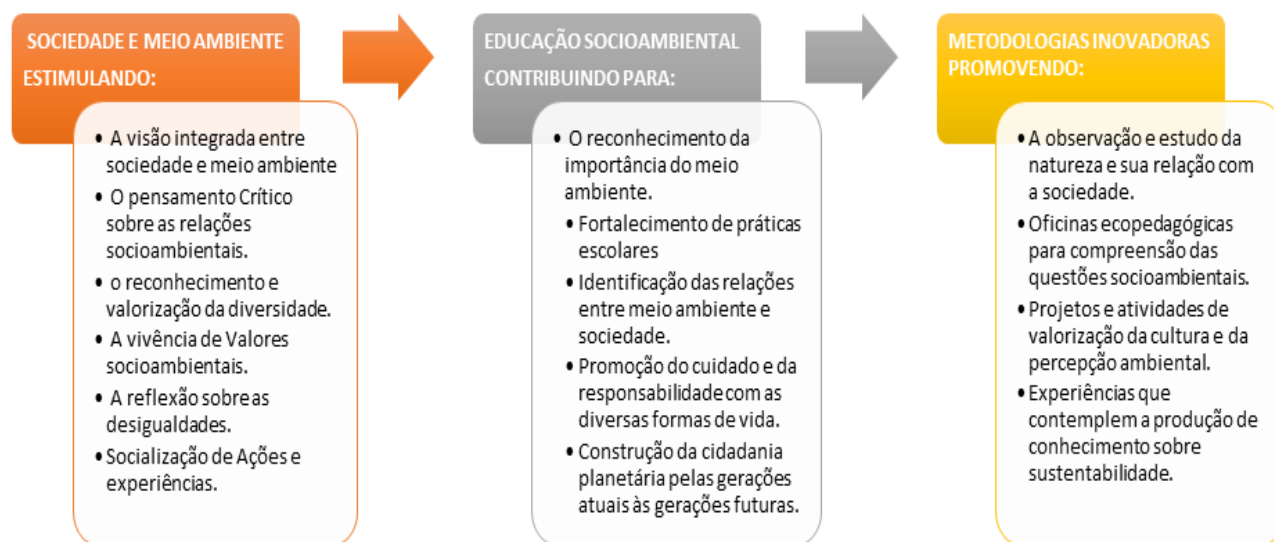 SOCIEDADE E MEIO AMBIENTE
ESTIMULANDO:
• A visão integrada entre
sociedade e meio ambiente
• O pensamento Crítico
sobre as relações
socioambientais.
• o reconhecimento e
valorização da diversidade.
• A vivência de Valores
socioambientais.
• A reflexão sobre as
desigualdades.
• Socialização de Ações e
experiências.
EDUCAÇÃO SOCIOAMBIENTAL
CONTRIBUINDO PARA:
• O reconhecimento da
importância do meio
ambiente.
• Fortalecimento de práticas
escolares
• Identificação das relações
entre meio ambiente e
sociedade.
• Promoção do cuidado e da
responsabilidade com as
diversas formas de vida.
• Construção da cidadania
planetária pelas gerações
atuais às gerações futuras.
METODOLOGIAS INOVADORAS
PROMOVENDO:
• A observação e estudo da
natureza e sua relação com
a sociedade.
• Oficinas ecopedagógicas
para compreensão das
questões socioambientais.
• Projetos e atividades de
valorização da cultura e da
percepção ambiental.
• Experiências que
contemplem a produção de
conhecimento sobre
sustentabilidade.